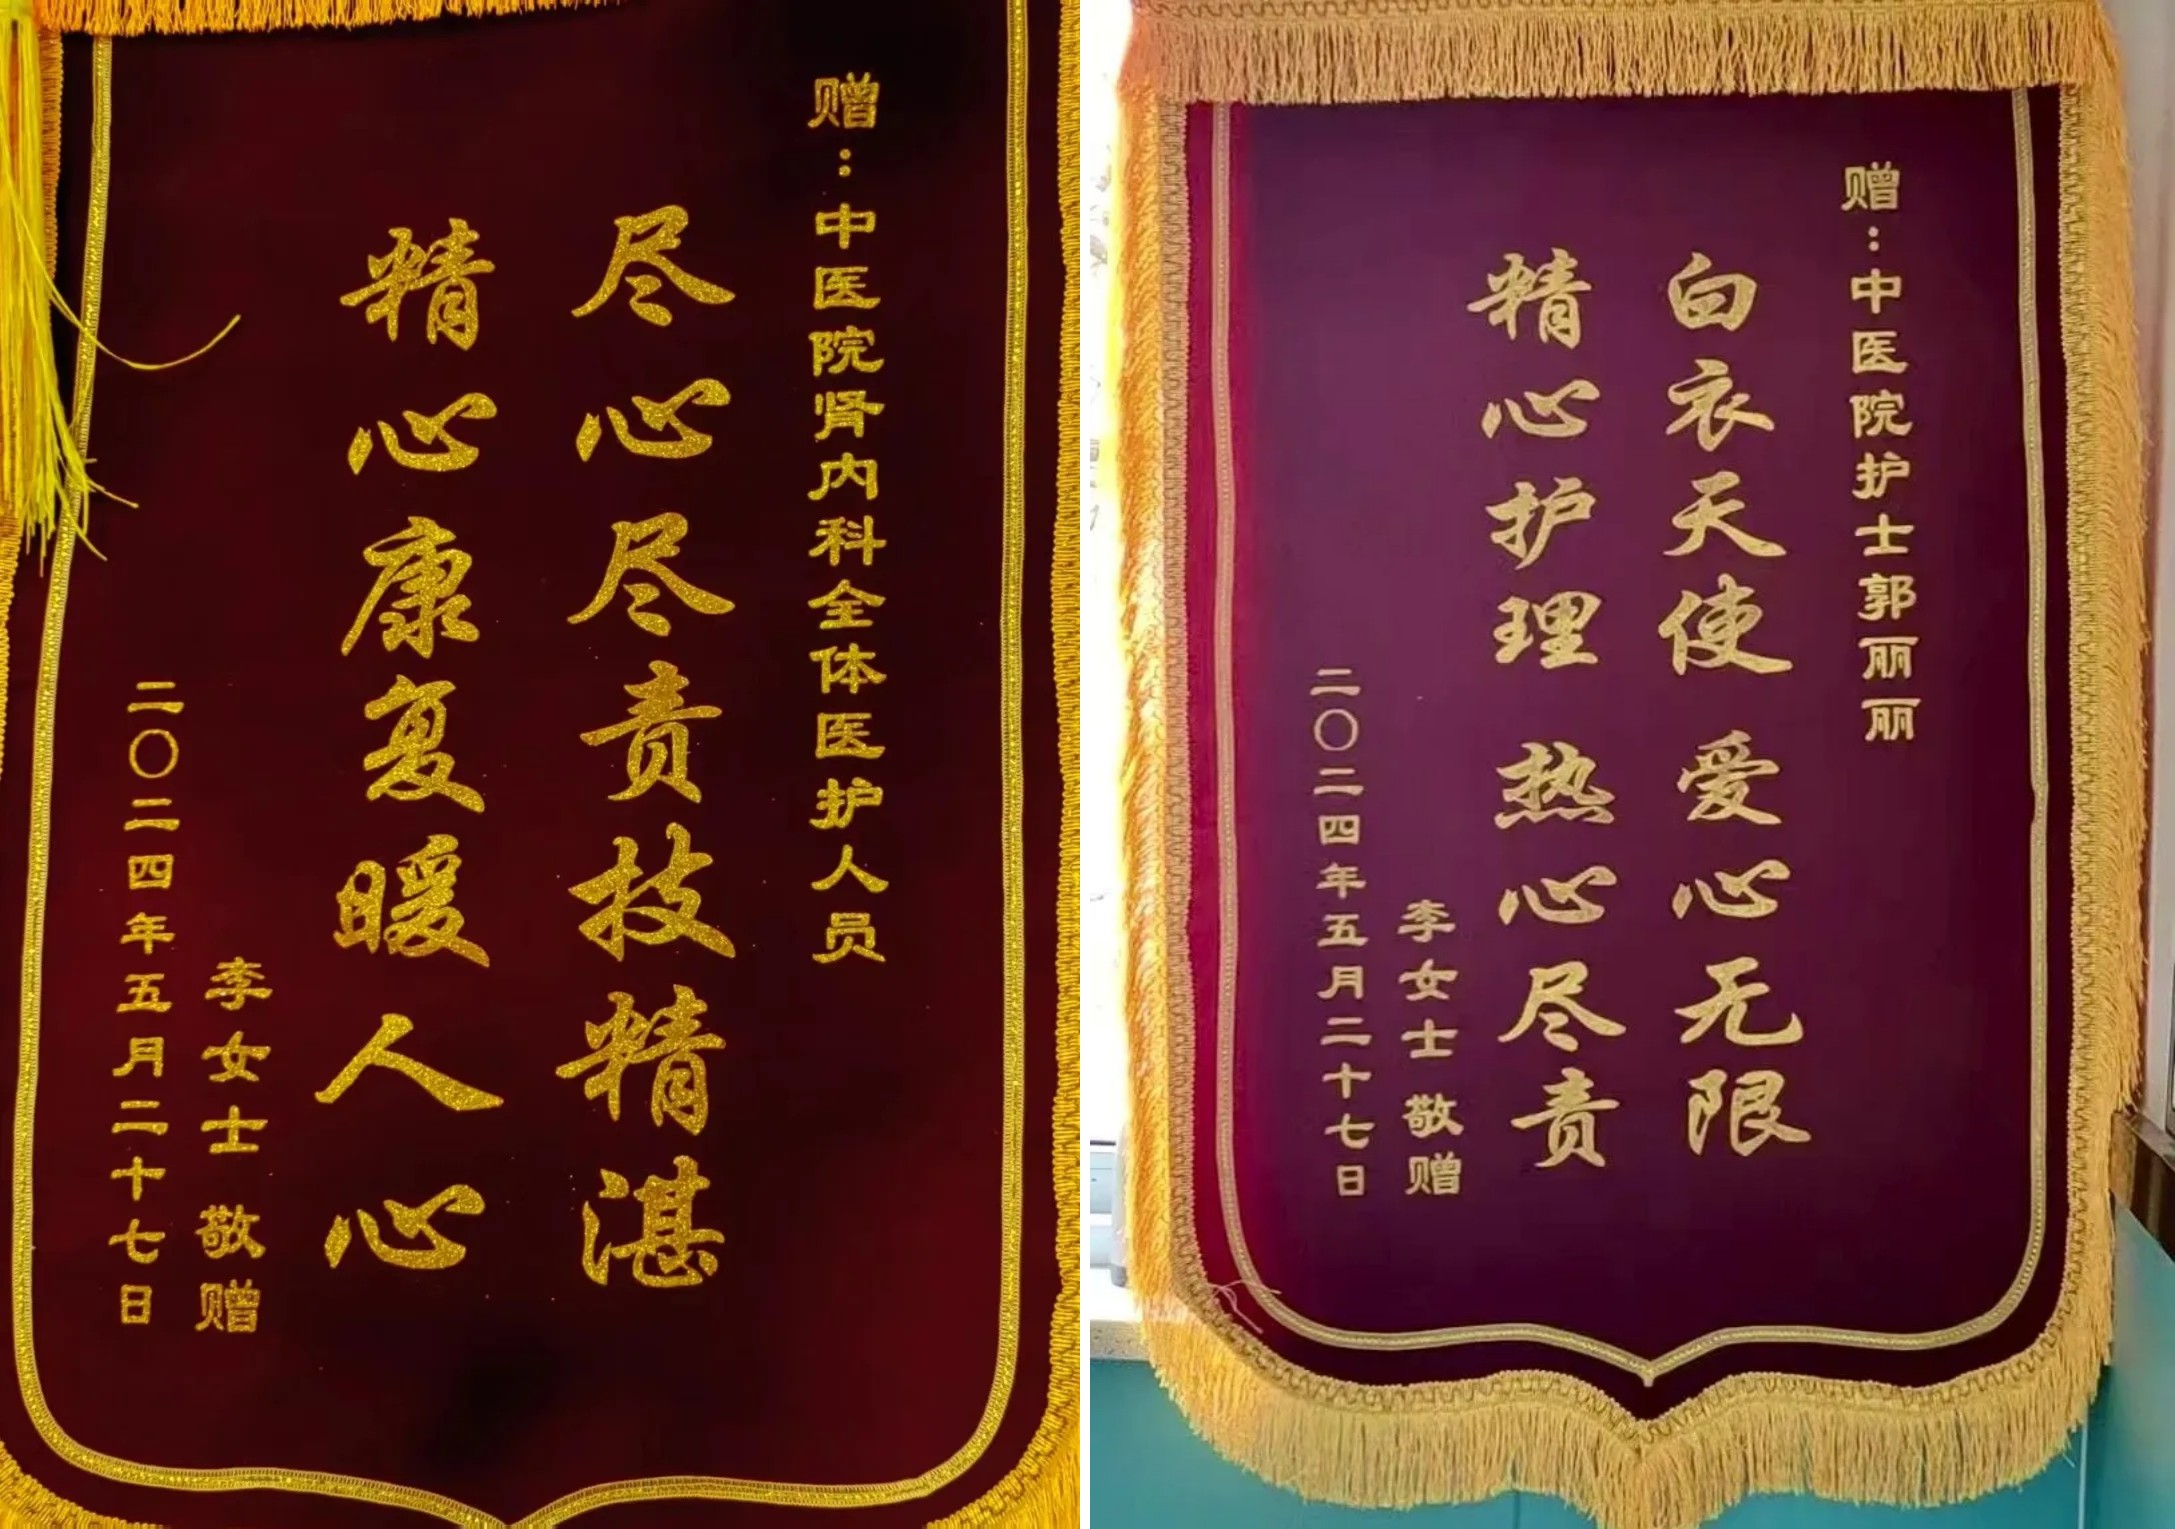 赠：中医院肾内科全体医护人员
尽心尽责技精湛
精心康复暖人心
李女士 敬赠
二〇二四年五月二十七日
赠：中医院护士郭丽丽
白衣天使 爱心无限
精心护理 热心尽责
李女士 敬赠
二〇二四年五月二十七日